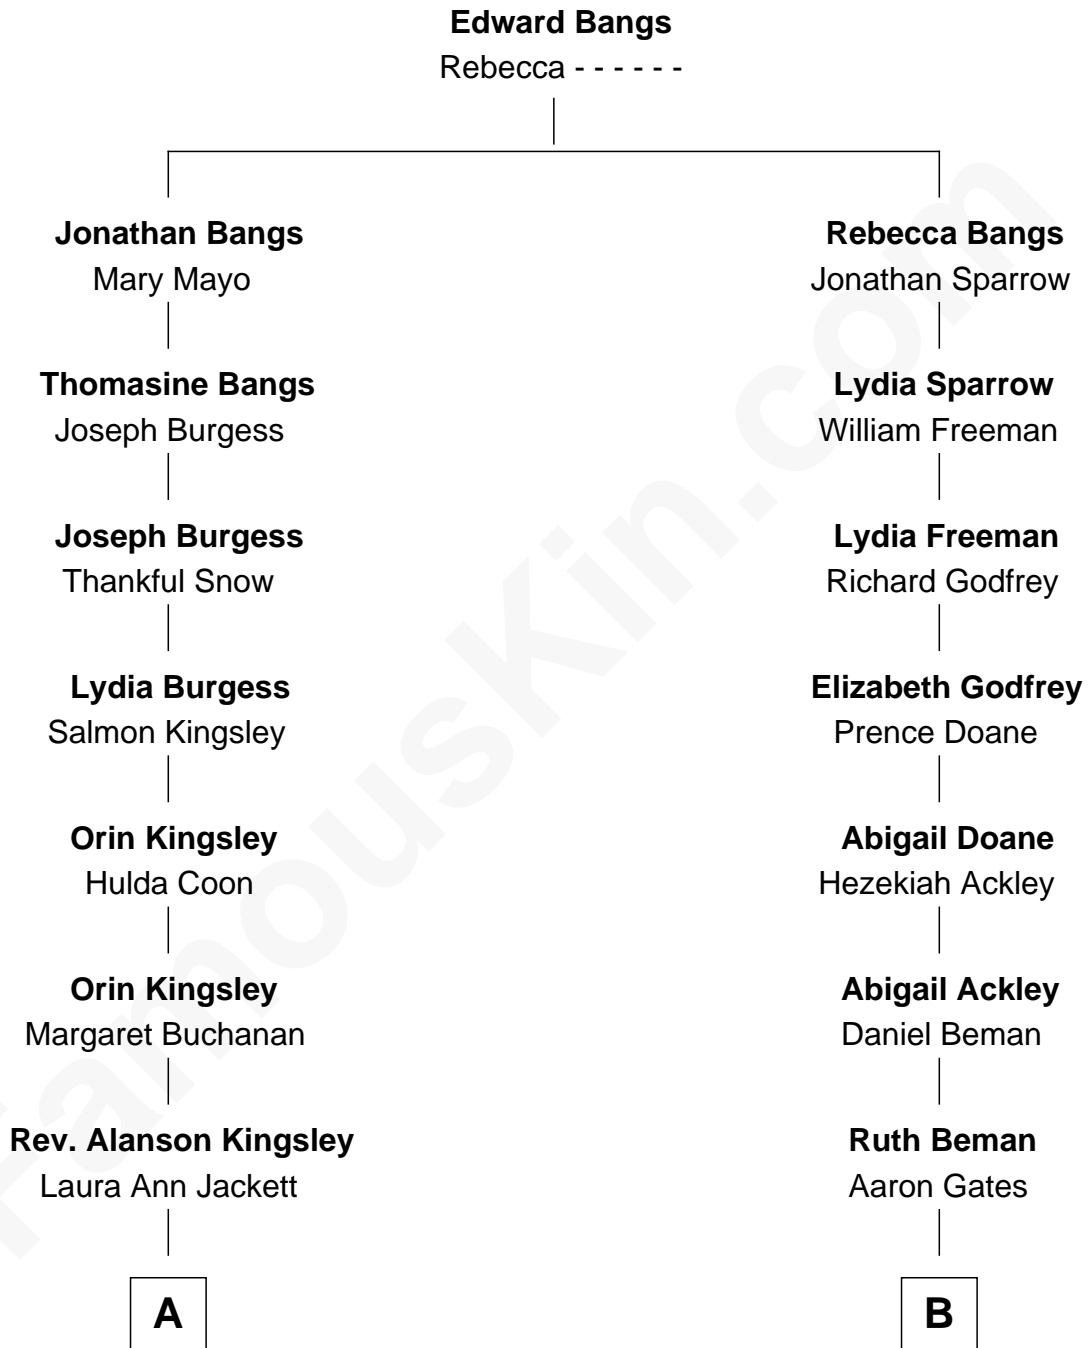 Edward Bangs
Rebecca - - - - - -
Jonathan Bangs
Mary Mayo
Rebecca Bangs
Jonathan Sparrow
Thomasine Bangs
Joseph Burgess
Lydia Sparrow
William Freeman
Joseph Burgess
Thankful Snow
Lydia Freeman
Richard Godfrey
Lydia Burgess
Salmon Kingsley
Elizabeth Godfrey
Prence Doane
Orin Kingsley
Hulda Coon
Abigail Doane
Hezekiah Ackley
Orin Kingsley
Margaret Buchanan
Abigail Ackley
Daniel Beman
Rev. Alanson Kingsley
Laura Ann Jackett
Ruth Beman
Aaron Gates
A
B
FamousKin.com